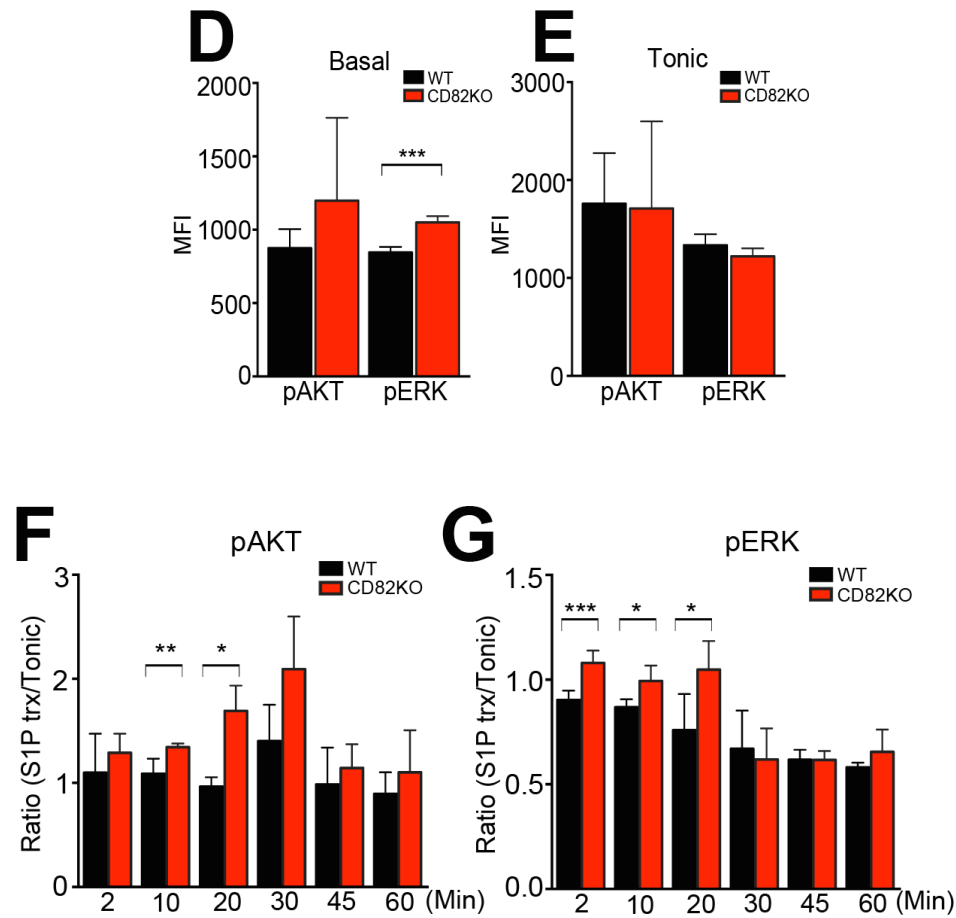 D
Basal
WT
CD82KO
2000
1500
1000
500
0
MFI
***
pAKT pERK
E
Tonic
WT
CD82KO
3000
2000
1000
0
MFI
pAKT pERK
F
pAKT
WT
CD82KO
3
2
1
0
Ratio (S1P trx/Tonic)
** *
2 10 20 30 45 60 (Min)
G
pERK
WT
CD82KO
1.5
1.0
0.5
0.0
Ratio (S1P trx/Tonic)
*** * *
2 10 20 30 45 60 (Min)